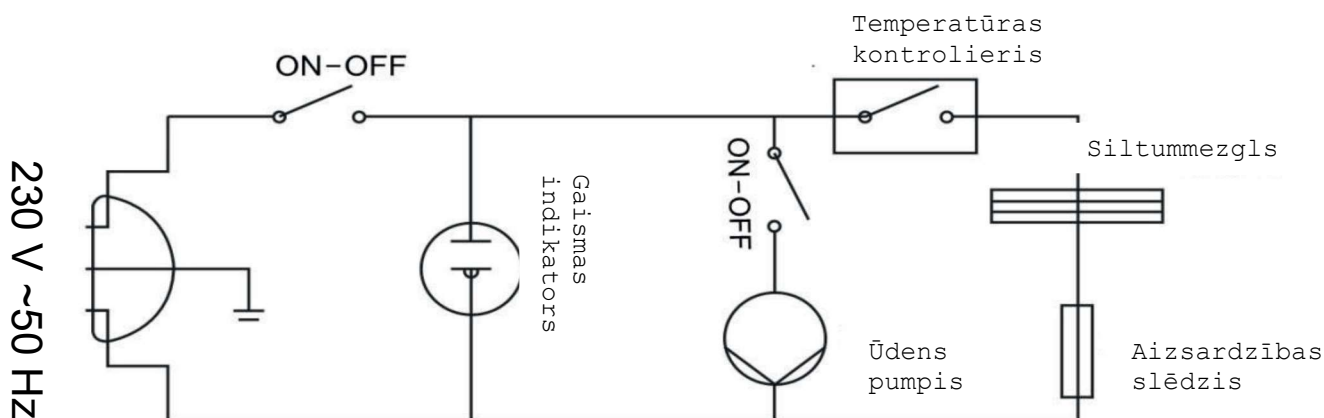 Temperatūras
kontrolieris
ON-OFF
Siltummezgls
ON-OFF
Gaismas
indikators
230 V ~50 Hz
Ūdens
pumpis
Aizsardzības
slēdzis